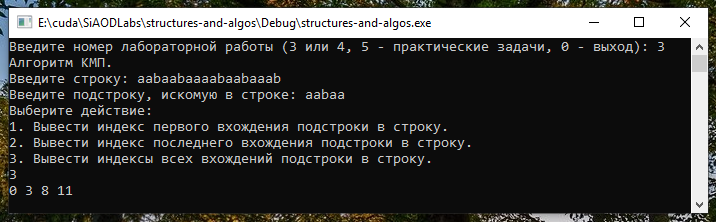 E:\cuda\SiAODLabs\structures-and-algos\Debug\structures-and-algos.exe
Введите номер лабораторной работы (3 или 4, 5 - практические задачи, 0 - выход): 3
Алгоритм КМП.
Введите строку: aabaabaaaabaabaaab
Введите подстроку, искомую в строке: aabaa
Выберите действие:
1. Вывести индекс первого вхождения подстроки в строку.
2. Вывести индекс последнего вхождения подстроки в строку.
3. Вывести индексы всех вхождений подстроки в строку.
3
0 3 8 11